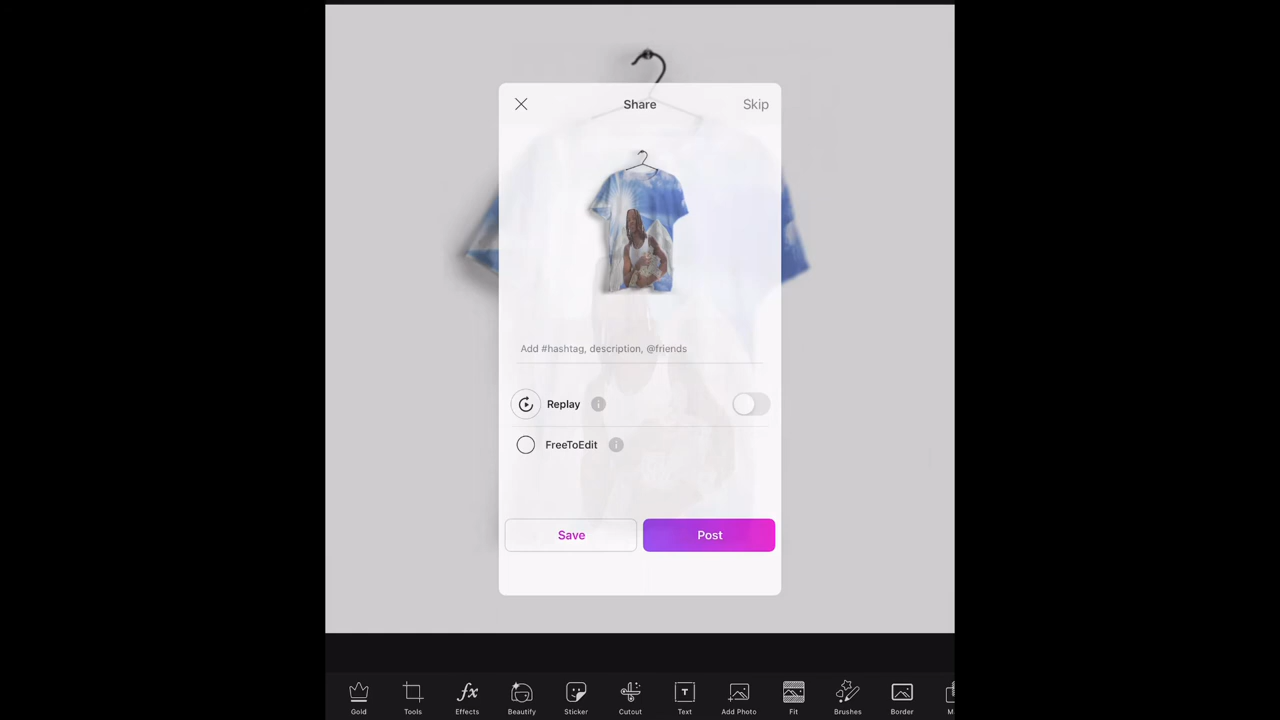 Share
Skip
Add #hashtag, description, @friends
Replay
FreeToEdit
Save
Post
Gold
Tools
Effects
Beautify
Sticker
Cutout
Text
Add Photo
Fit
Brushes
Border